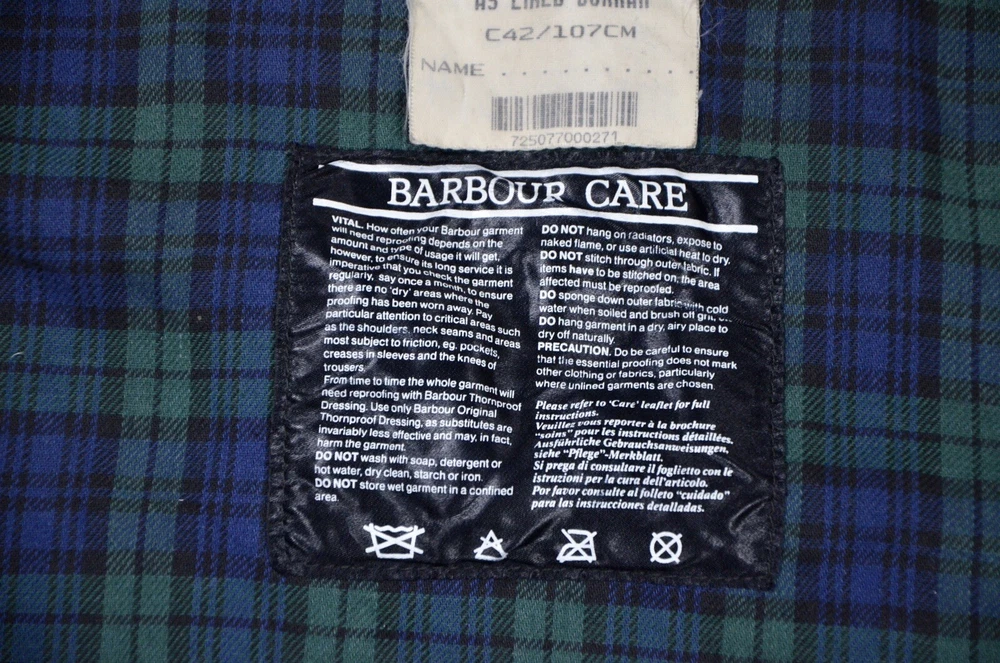 C42/107CM
NAME . . . . . . . . . . .
725077000271
BARBOUR CARE
VITAL. How often your Barbour garment
will need reproofing depends on the
amount and type of usage it will get,
however, to ensure its long service it is
imperative that you check the garment
regularly, say once a month, to ensure
there are no 'dry' areas where the
proofing has been worn away. Pay
particular attention to critical areas such
as the shoulders, neck seams and areas
most subject to friction, eg. pockets,
creases in sleeves and the knees of
trousers.
From time to time the whole garment will
need reproofing with Barbour Thornproof
Dressing. Use only Barbour Original
Thornproof Dressing, as substitutes are
invariably less effective and may, in fact,
harm the garment.
DO NOT wash with soap, detergent or
hot water, dry clean, starch or iron.
DO NOT store wet garment in a confined
area.
DO NOT hang on radiators, expose to
naked flame, or use artificial heat to dry.
DO NOT stitch through outer fabric. If
items have to be stitched on, the area
affected must be reproofed.
DO sponge down outer fabric with cold
water when soiled and brush off
DO hang garment in a dry, airy place to
dry off naturally.
PRECAUTION. Do be careful to ensure
that the essential proofing does not mark
other clothing or fabrics, particularly
where unlined garments are chosen.
Please refer to 'Care' leaflet for full
instructions.
Veuillez vous reporter à la brochure
"soins" pour les instructions détaillées.
Ausführliche Gebrauchsanweisungen,
siehe "Pflege"-Merkblatt.
Si prega di consultare il foglietto con le
istruzioni per la cura dell'articolo.
Por favor consulte al folleto "cuidado"
para las instrucciones detalladas.